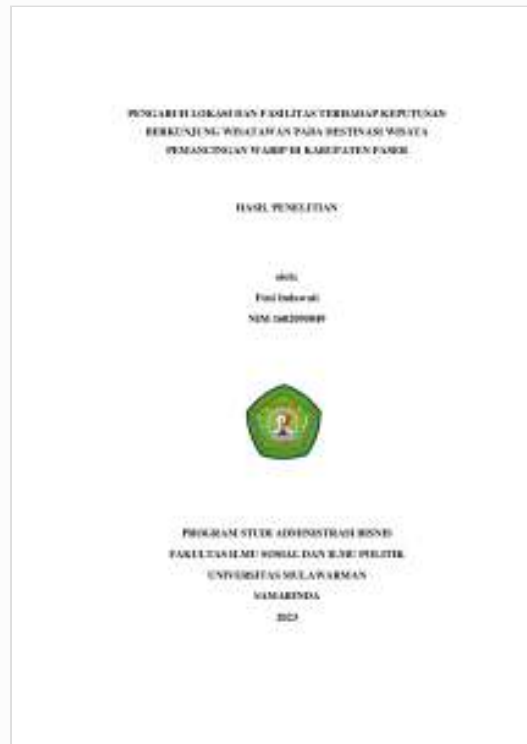 PENGARUH LOKASI DAN FASILITAS TERHADAP KEPUTUSAN
BERKUNJUNG WISATAWAN PADA DESTINASI WISATA
PEMANCINGAN WARIP DI KABUPATEN PASER
HASIL PENELITIAN
oleh:
NIM
PROGRAM STUDI ADMINISTRASI BISNIS
FAKULTAS ILMU SOSIAL DAN ILMU POLITIK
UNIVERSITAS MULAWARMAN
SAMARINDA
2023